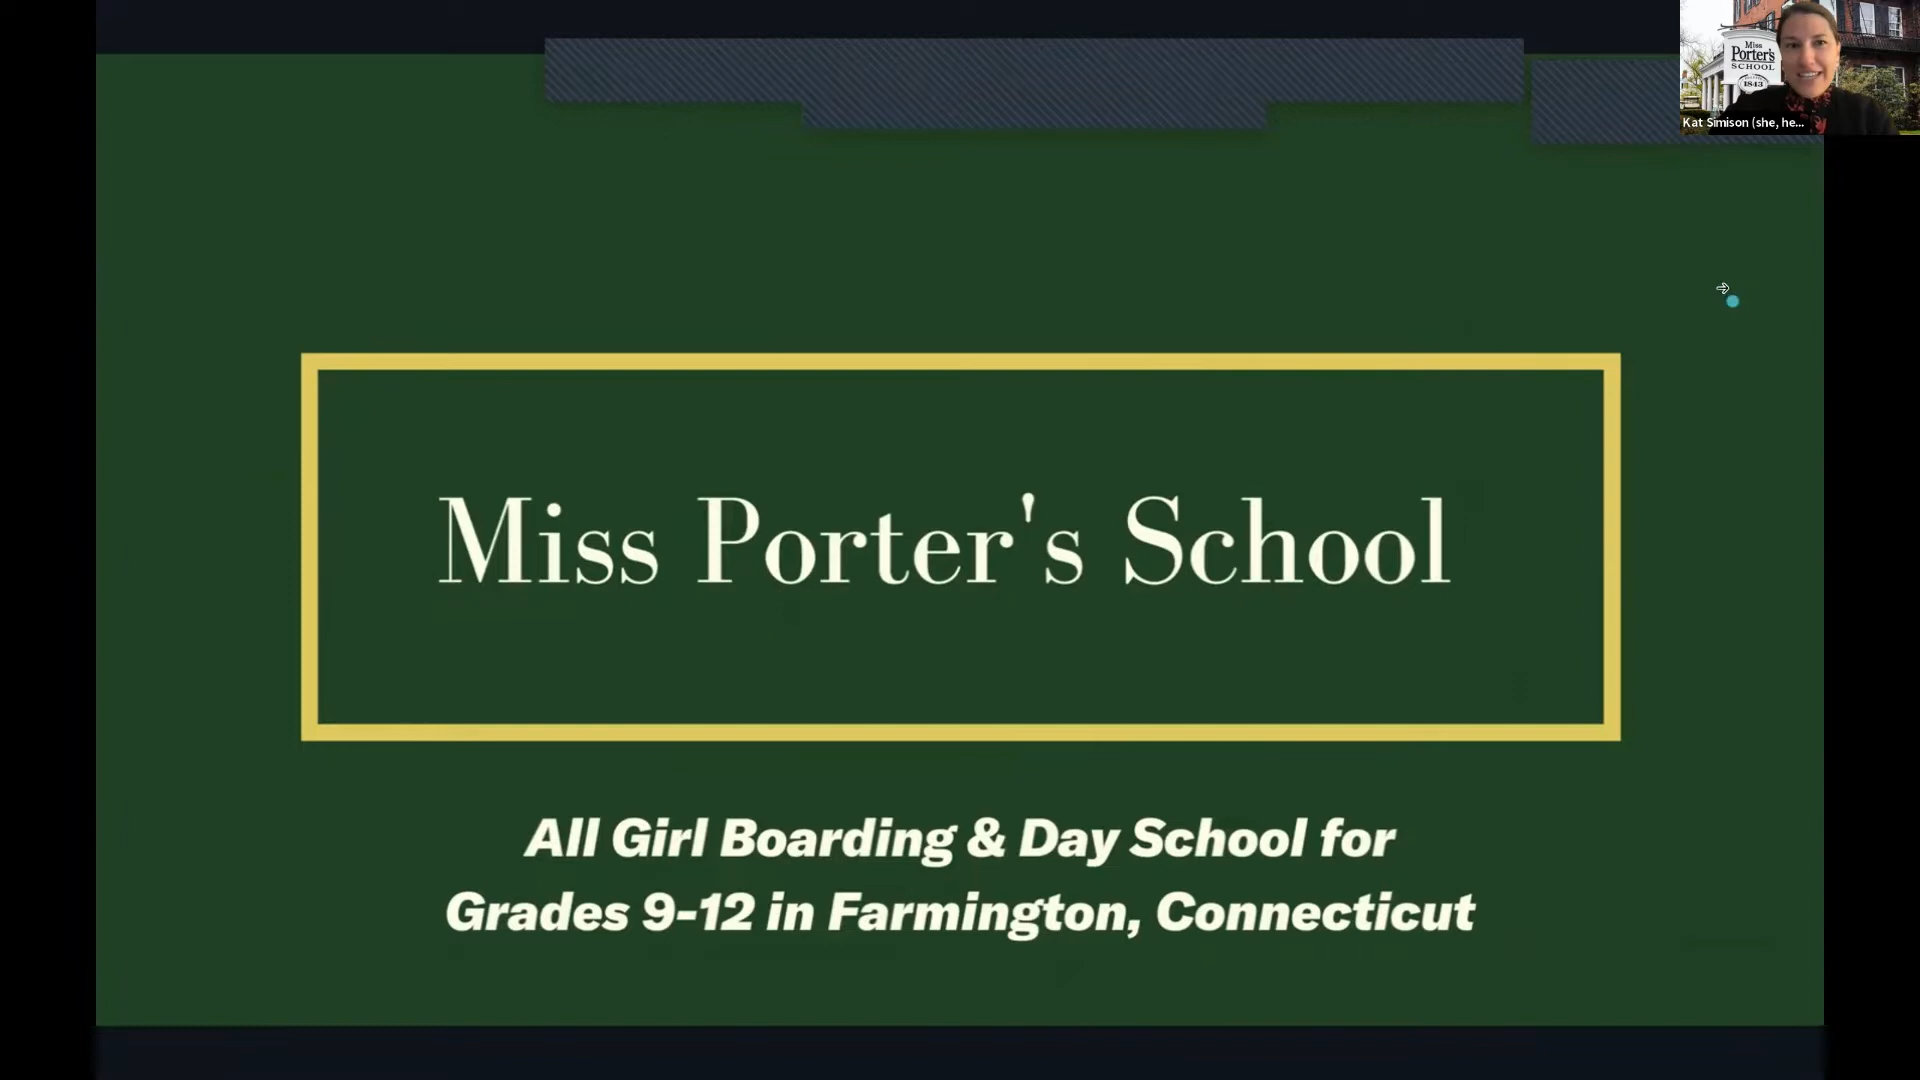 Miss
Porter's
SCHOOL
1843
Kat Simison (she, he...
Miss Porter's School
All Girl Boarding & Day School for
Grades 9-12 in Farmington, Connecticut